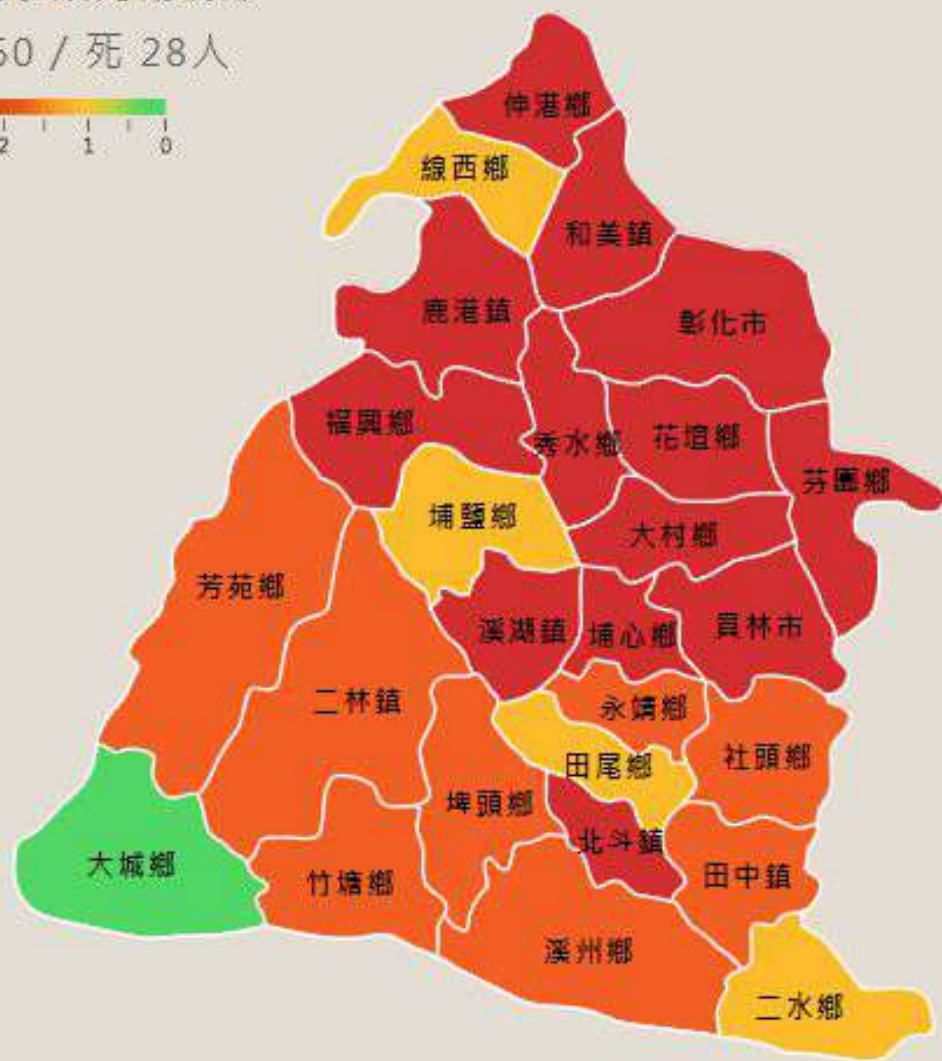 50 / 死 28人
2 1 0
伸港鄉
線西鄉
和美鎮
鹿港鎮
彰化市
福興鄉
秀水鄉
花壇鄉
芬園鄉
埔鹽鄉
大村鄉
芳苑鄉
溪湖鎮
埔心鄉
員林市
二林鎮
永靖鄉
社頭鄉
田尾鄉
埤頭鄉
北斗鎮
大城鄉
竹塘鄉
田中鎮
溪州鄉
二水鄉